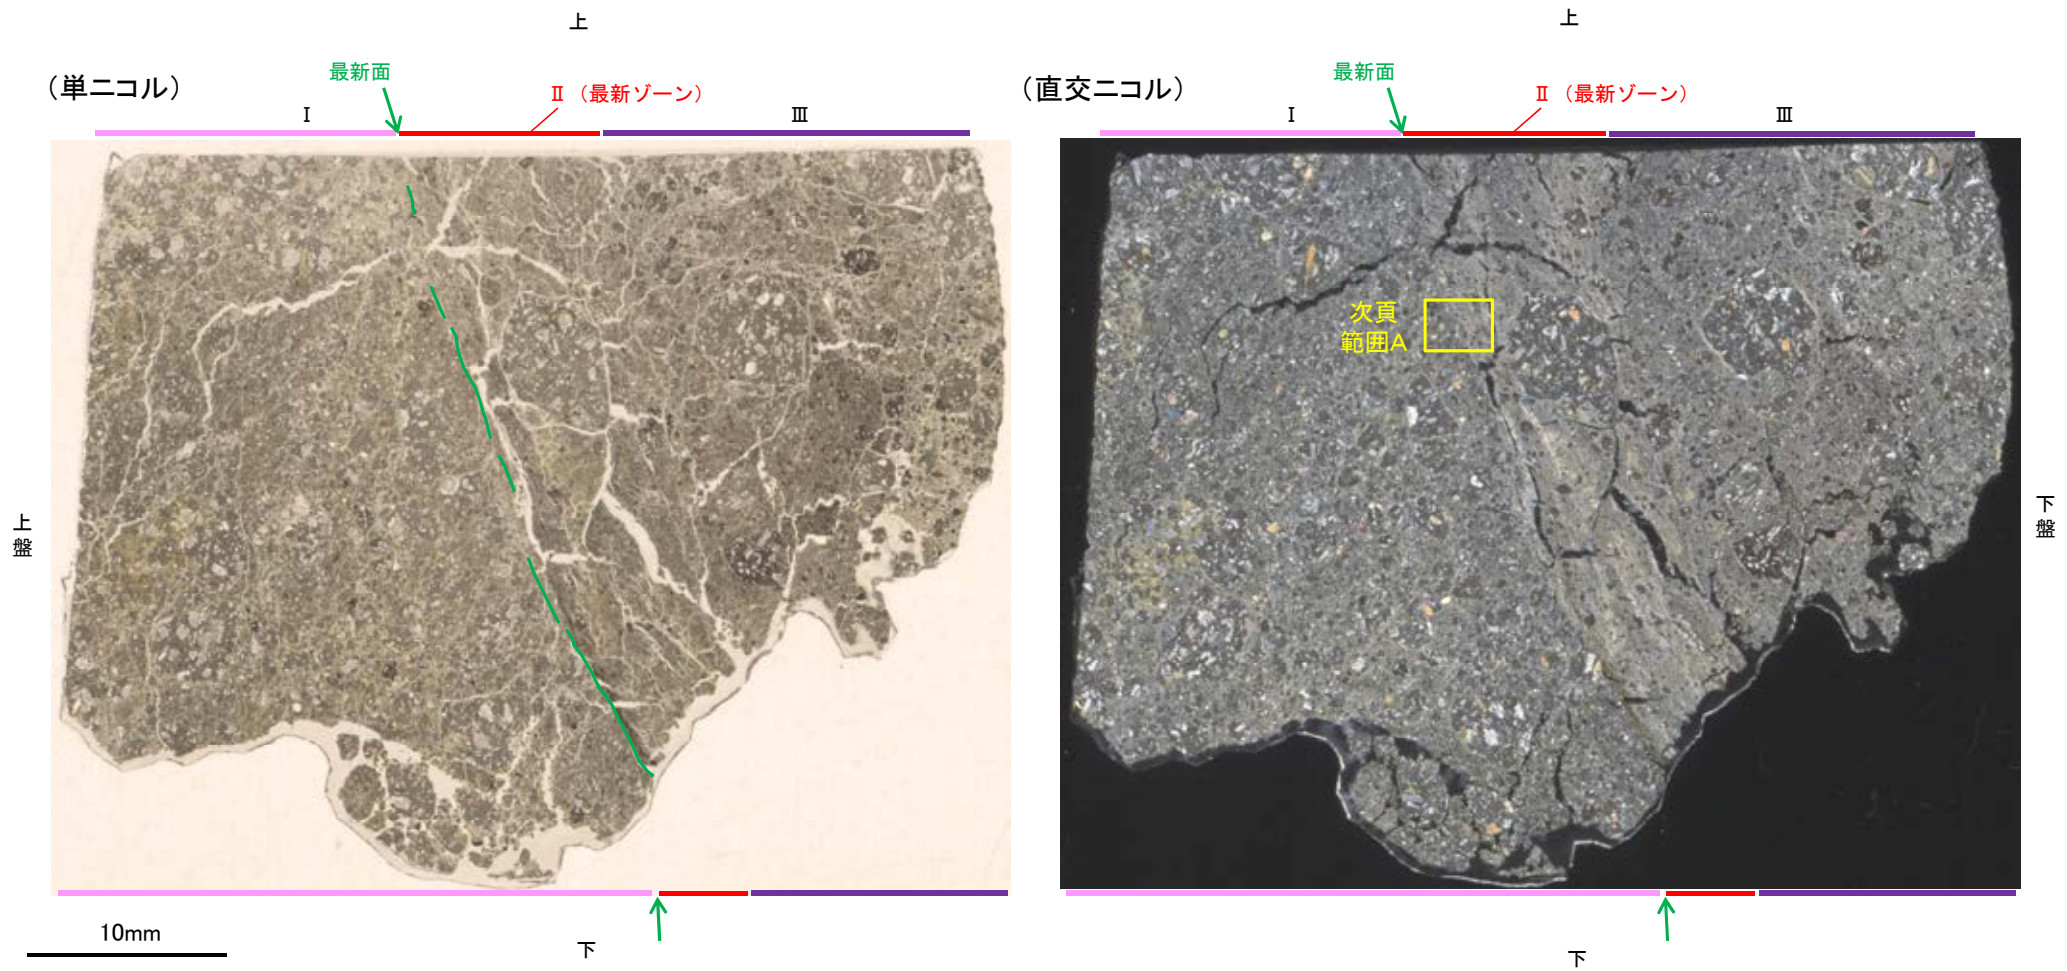 上
最新面
(単ニコル)
Ⅱ (最新ゾーン)
Ⅰ
Ⅲ
上盤
10mm
下
上
最新面
(直交ニコル)
Ⅱ (最新ゾーン)
Ⅰ
Ⅲ
次頁
範囲A
下盤
下